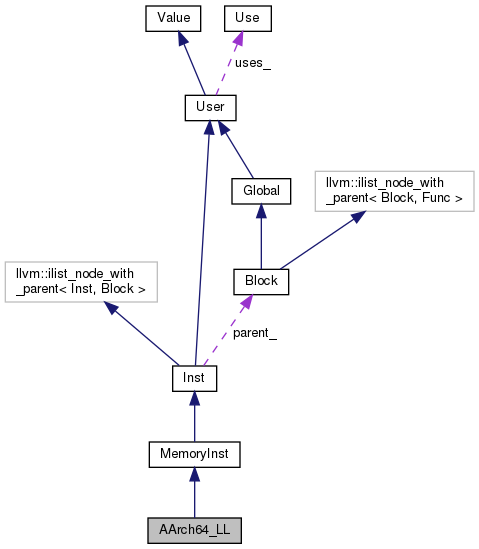 Value
Use
uses_
User
Global
llvm::ilist_node_with
_parent< Block, Func >
llvm::ilist_node_with
_parent< Inst, Block >
Block
parent_
Inst
MemoryInst
AArch64_LL